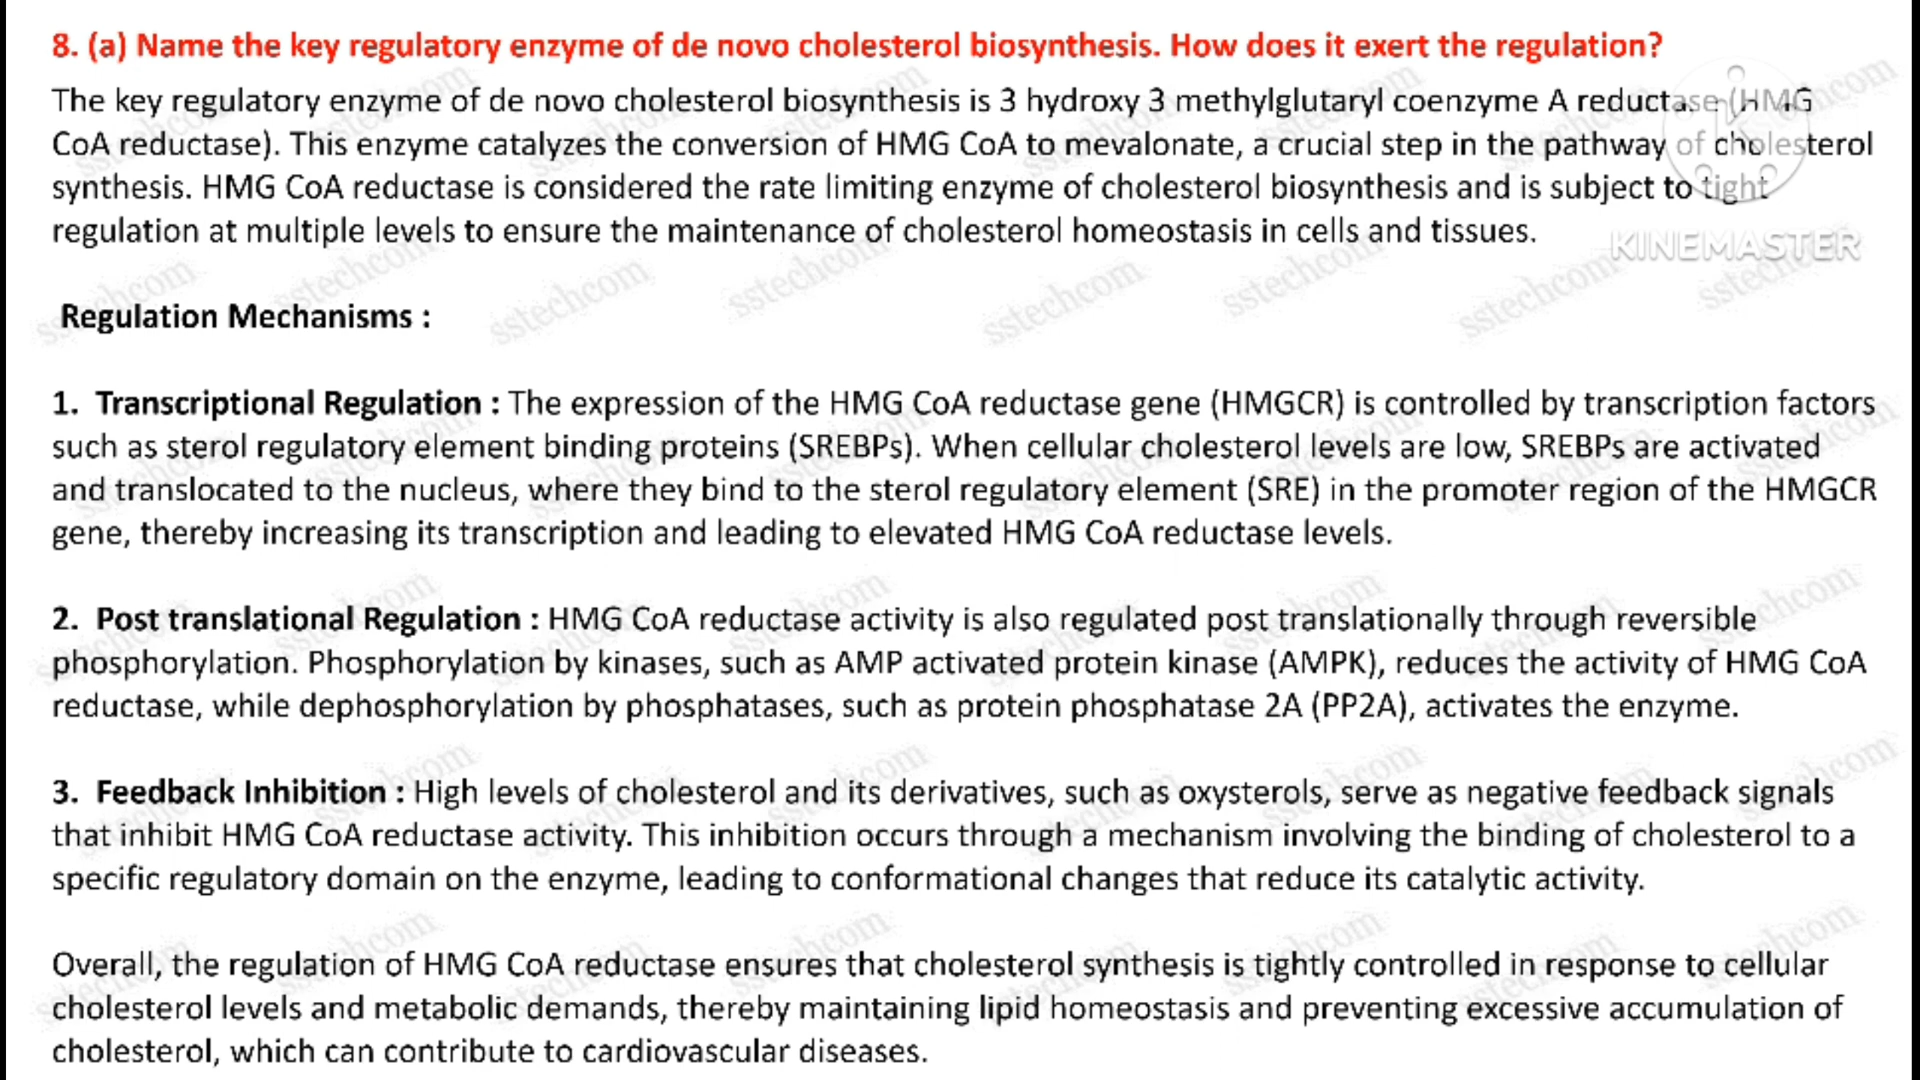 8. (a) Name the key regulatory enzyme of de novo cholesterol biosynthesis. How does it exert the regulation?
The key regulatory enzyme of de novo cholesterol biosynthesis is 3 hydroxy 3 methylglutaryl coenzyme A reductase (HMG
CoA reductase). This enzyme catalyzes the conversion of HMG CoA to mevalonate, a crucial step in the pathway of cholesterol
synthesis. HMG CoA reductase is considered the rate limiting enzyme of cholesterol biosynthesis and is subject to tight
regulation at multiple levels to ensure the maintenance of cholesterol homeostasis in cells and tissues.
KINEMASTER
Regulation Mechanisms :
1. Transcriptional Regulation : The expression of the HMG CoA reductase gene (HMGCR) is controlled by transcription factors
such as sterol regulatory element binding proteins (SREBPs). When cellular cholesterol levels are low, SREBPs are activated
and translocated to the nucleus, where they bind to the sterol regulatory element (SRE) in the promoter region of the HMGCR
gene, thereby increasing its transcription and leading to elevated HMG CoA reductase levels.
2. Post translational Regulation : HMG CoA reductase activity is also regulated post translationally through reversible
phosphorylation. Phosphorylation by kinases, such as AMP activated protein kinase (AMPK), reduces the activity of HMG CoA
reductase, while dephosphorylation by phosphatases, such as protein phosphatase 2A (PP2A), activates the enzyme.
3. Feedback Inhibition : High levels of cholesterol and its derivatives, such as oxysterols, serve as negative feedback signals
that inhibit HMG CoA reductase activity. This inhibition occurs through a mechanism involving the binding of cholesterol to a
specific regulatory domain on the enzyme, leading to conformational changes that reduce its catalytic activity.
Overall, the regulation of HMG CoA reductase ensures that cholesterol synthesis is tightly controlled in response to cellular
cholesterol levels and metabolic demands, thereby maintaining lipid homeostasis and preventing excessive accumulation of
cholesterol, which can contribute to cardiovascular diseases.
sstechcom